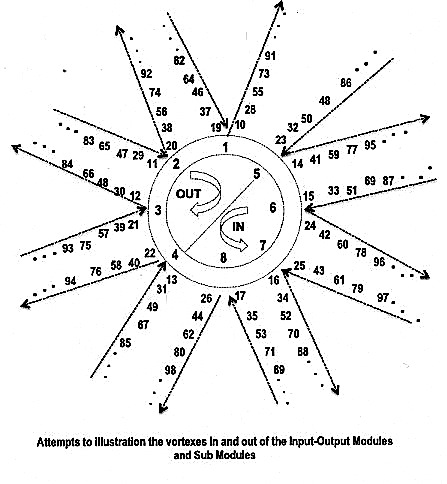 91
92 82 73
74 64 55 86
56 46 28 48
38 37 50
19 10 32
20 23
83 65 47 29 1 14 41 59 77 95
11 2
84 5
66 OUT
48 15 33 51 69 87
30
12 3 6
21 IN 24
39 42
57 60
75 7 78
93 22 4 8 96
40
58 13 16 25
76 31 43
94 26 17 34 61
49 44 35 52 79
67 62 53 70 97
85 80 71 88
98 89
Attempts to illustration the vortexes In and out of the Input-Output Modules
and Sub Modules